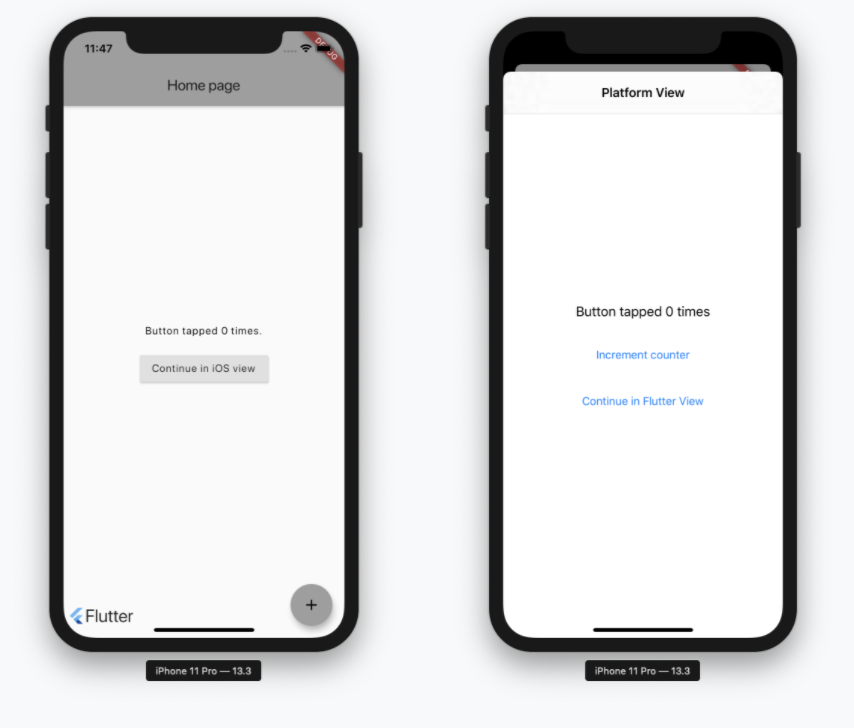 11:47
DEBUG
Home page
Button tapped 0 times.
Continue in iOS view
Flutter
+
iPhone 11 Pro — 13.3
Platform View
Button tapped 0 times
Increment counter
Continue in Flutter View
iPhone 11 Pro — 13.3